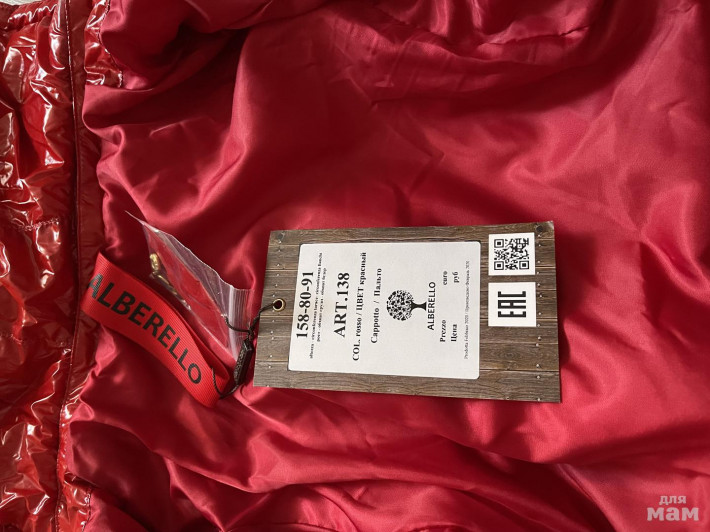 158-80-91
ART.138
COL. rosso / ЦВЕТ красный
Cappotto / Пальто
ALBERELLO
Prezzo euro
Цена руб
EAC
ALBERELLO
для
мам